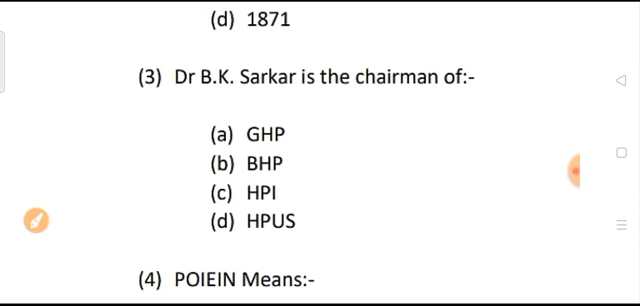 (d) 1871
(3) Dr B.K. Sarkar is the chairman of:-
(a) GHP
(b) BHP
(c) HPI
(d) HPUS
(4) POIEIN Means:-